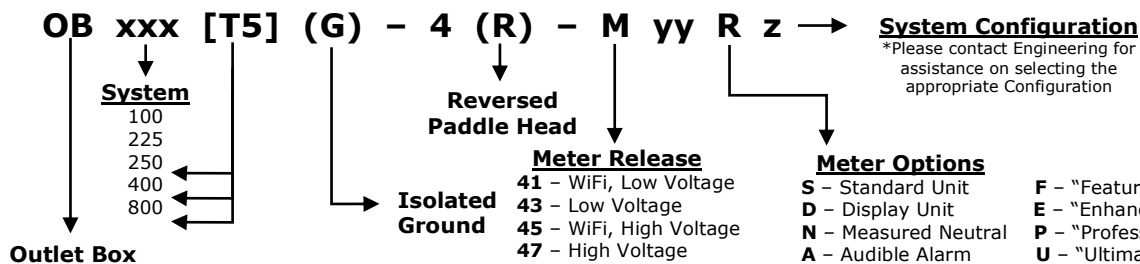 OB xxx [T5] (G) – 4 (R) – M yy R z
System Configuration
*Please contact Engineering for
assistance on selecting the
appropriate Configuration
System
100
225
250
400
800
Outlet Box
Isolated
Ground
Reversed
Paddle Head
Meter Release
41 – WiFi, Low Voltage
43 – Low Voltage
45 – WiFi, High Voltage
47 – High Voltage
Meter Options
S – Standard Unit
D – Display Unit
N – Measured Neutral
A – Audible Alarm
F –
E –
P –
U –